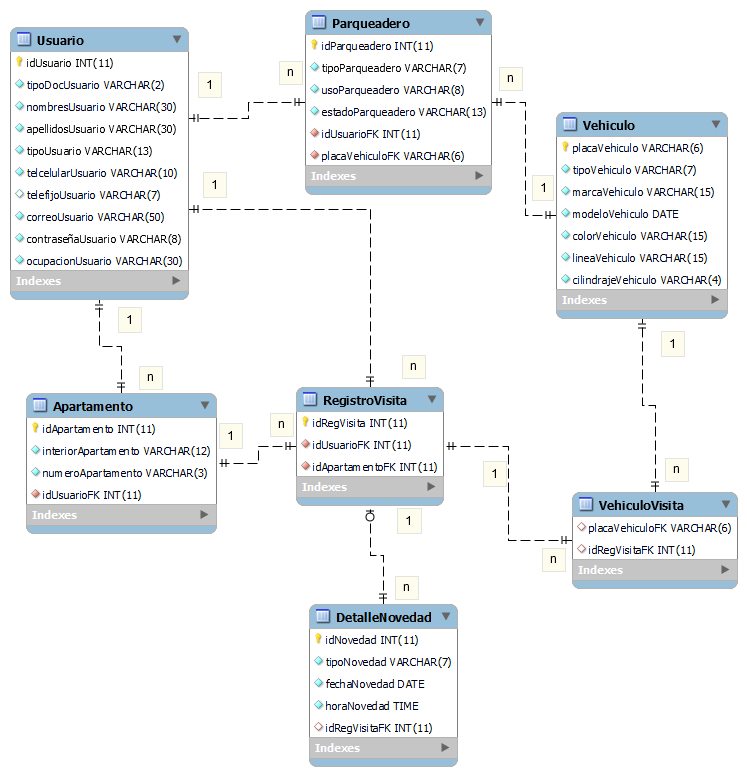 Usuario
idUsuario INT(11)
tipoDocUsuario VARCHAR(2)
nombresUsuario VARCHAR(30)
apellidosUsuario VARCHAR(30)
tipoUsuario VARCHAR(13)
telcelularUsuario VARCHAR(10)
telefijoUsuario VARCHAR(7)
correoUsuario VARCHAR(50)
contraseñaUsuario VARCHAR(8)
ocupacionUsuario VARCHAR(30)
Indexes
1
n
Parqueadero
idParqueadero INT(11)
tipoParqueadero VARCHAR(7)
usoParqueadero VARCHAR(8)
estadoParqueadero VARCHAR(13)
idUsuarioFK INT(11)
placaVehiculoFK VARCHAR(6)
Indexes
n
1
Vehiculo
placaVehiculo VARCHAR(6)
tipoVehiculo VARCHAR(7)
marcaVehiculo VARCHAR(15)
modeloVehiculo DATE
colorVehiculo VARCHAR(15)
lineaVehiculo VARCHAR(15)
cilindrajeVehiculo VARCHAR(4)
Indexes
1
n
1
n
1
n
Apartamento
idApartamento INT(11)
interiorApartamento VARCHAR(12)
numeroApartamento VARCHAR(3)
idUsuarioFK INT(11)
Indexes
1
n
RegistroVisita
idRegVisita INT(11)
idUsuarioFK INT(11)
idApartamentoFK INT(11)
Indexes
1
n
VehiculoVisita
placaVehiculoFK VARCHAR(6)
idRegVisitaFK INT(11)
Indexes
1
n
DetalleNovedad
idNovedad INT(11)
tipoNovedad VARCHAR(7)
fechaNovedad DATE
horaNovedad TIME
idRegVisitaFK INT(11)
Indexes